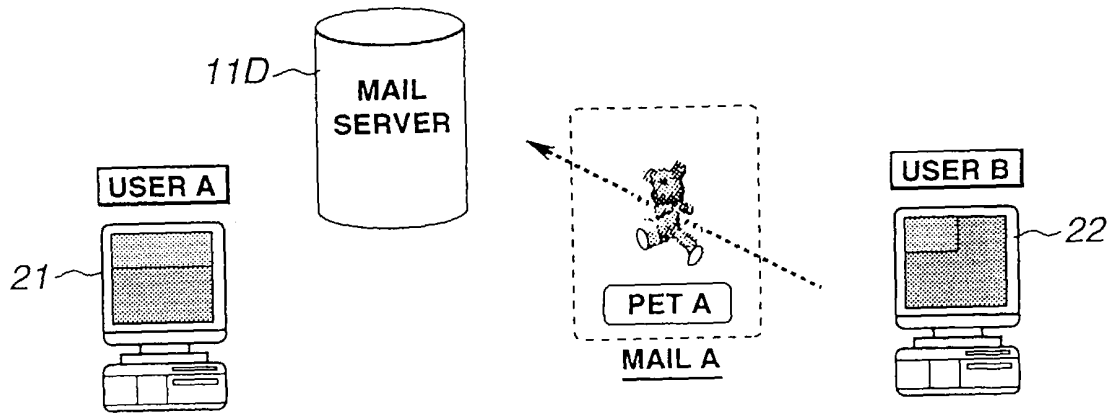 11D
MAIL
SERVER
USER A
USER B
21
22
PET A
MAIL A